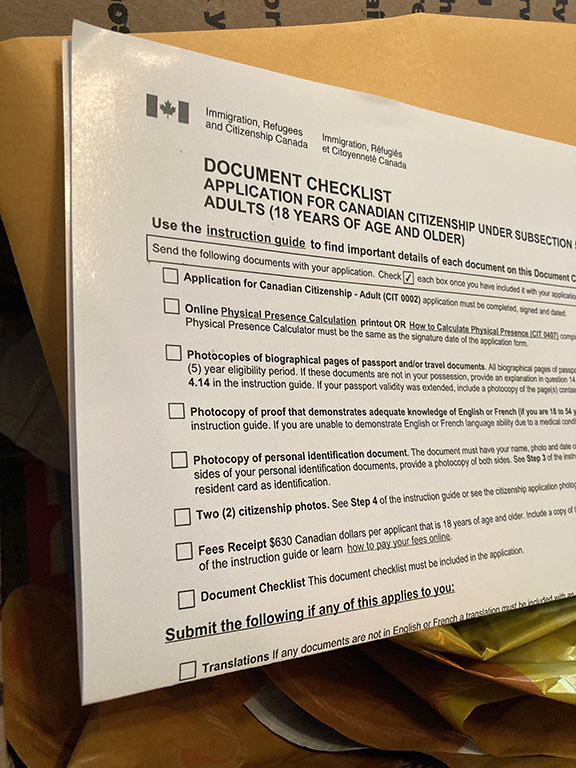 Immigration, Refugees
and Citizenship Canada
Immigration, Réfugiés
et Citoyenneté Canada
DOCUMENT CHECKLIST
APPLICATION FOR CANADIAN CITIZENSHIP UNDER SUBSECTION
ADULTS (18 YEARS OF AGE AND OLDER)
Use the instruction guide to find important details of each document on this Document
Send the following documents with your application. Check ✓ each box once you have included it with your
Application for Canadian Citizenship - Adult (CIT 0002) application must be completed, signed and dated.
Online Physical Presence Calculation printout OR How to Calculate Physical Presence (CIT 0407)
Physical Presence Calculator must be the same as the signature date of the application form.
Photocopies of biographical pages of passport and/or travel documents. All biographical pages of
(5) year eligibility period. If these documents are not in your possession, provide an explanation in question 14
4.14 in the instruction guide. If your passport validity was extended, include a photocopy of the page(s)
Photocopy of proof that demonstrates adequate knowledge of English or French (if you are 18 to 54
instruction guide. If you are unable to demonstrate English or French language ability due to a medical
Photocopy of personal identification document. The document must have your name, photo and date
sides of your personal identification documents, provide a photocopy of both sides. See Step 3 of the
resident card as identification.
Two (2) citizenship photos. See Step 4 of the instruction guide or see the citizenship application
Fees Receipt $630 Canadian dollars per applicant that is 18 years of age and older. Include a copy of
of the instruction guide or learn how to pay your fees online.
Document Checklist This document checklist must be included in the application.
Submit the following if any of this applies to you:
Translations If any documents are not in English or French a translation must be included with